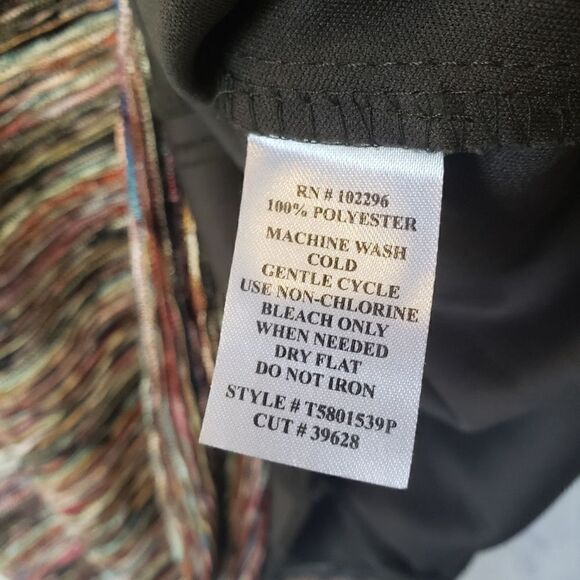 RN # 102296
100% POLYESTER
MACHINE WASH
COLD
GENTLE CYCLE
USE NON-CHLORINE
BLEACH ONLY
WHEN NEEDED
DRY FLAT
DO NOT IRON
STYLE # T5801539P
CUT # 39628